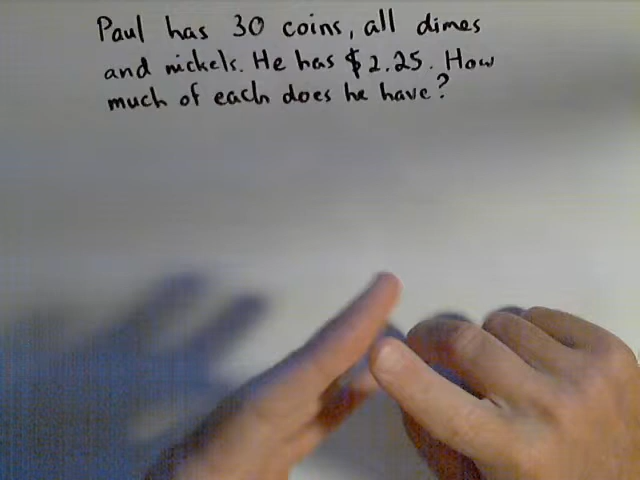 Paul has 30 coins, all dimes
and nickels. He has $2.25. How
much of each does he have?